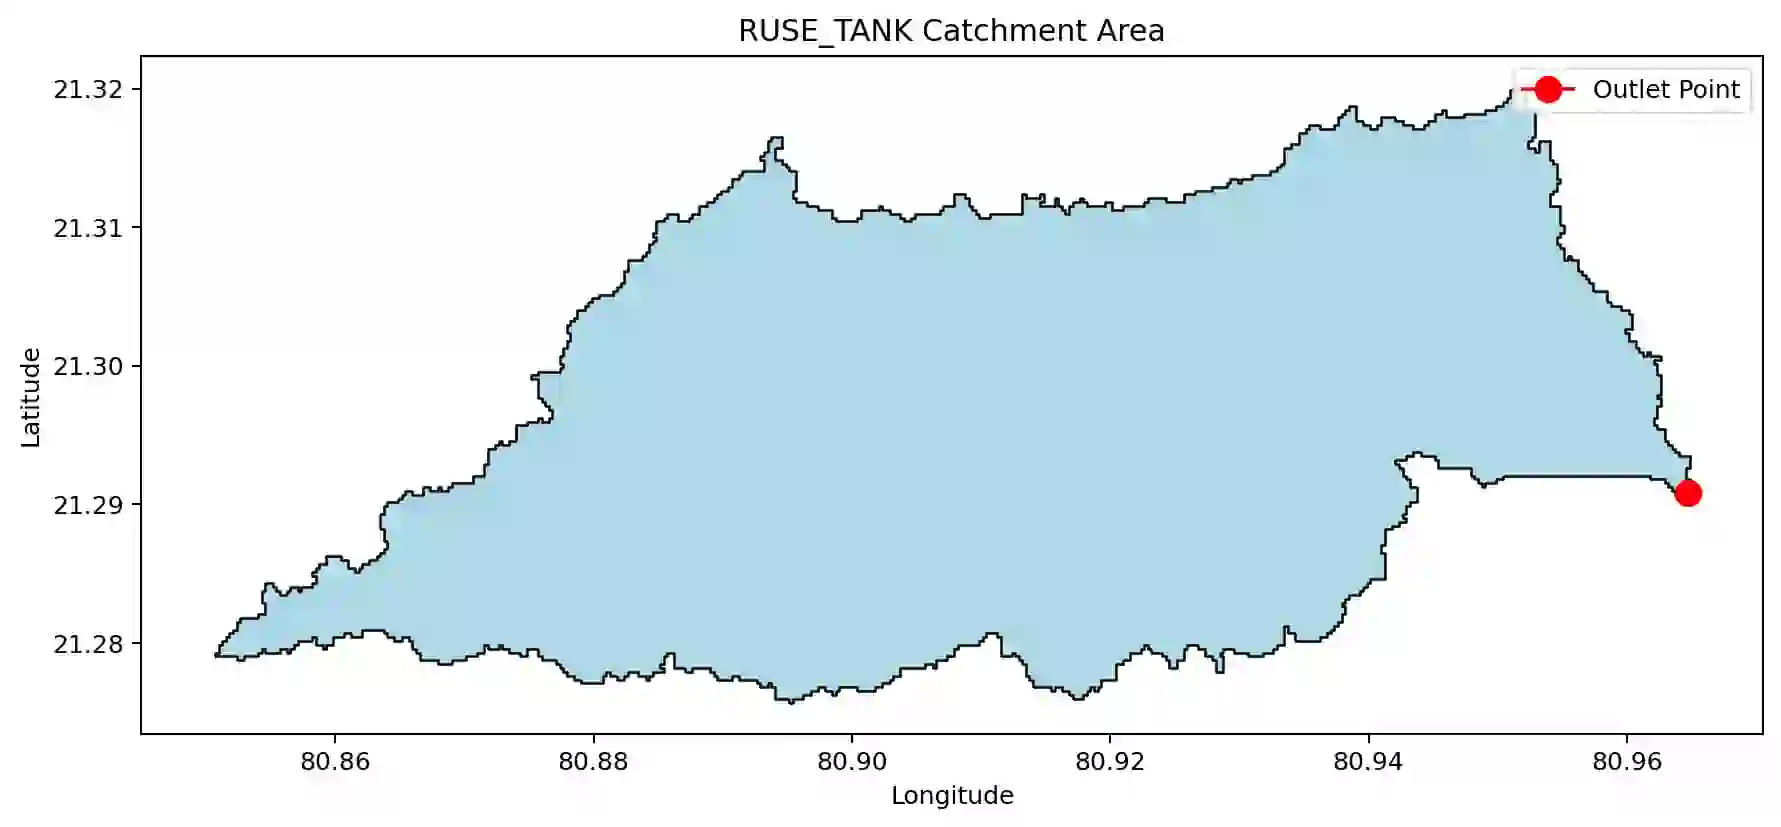 RUSE_TANK Catchment Area
Outlet Point
21.32
21.31
21.30
21.29
21.28
Latitude
80.86 80.88 80.90 80.92 80.94 80.96
Longitude